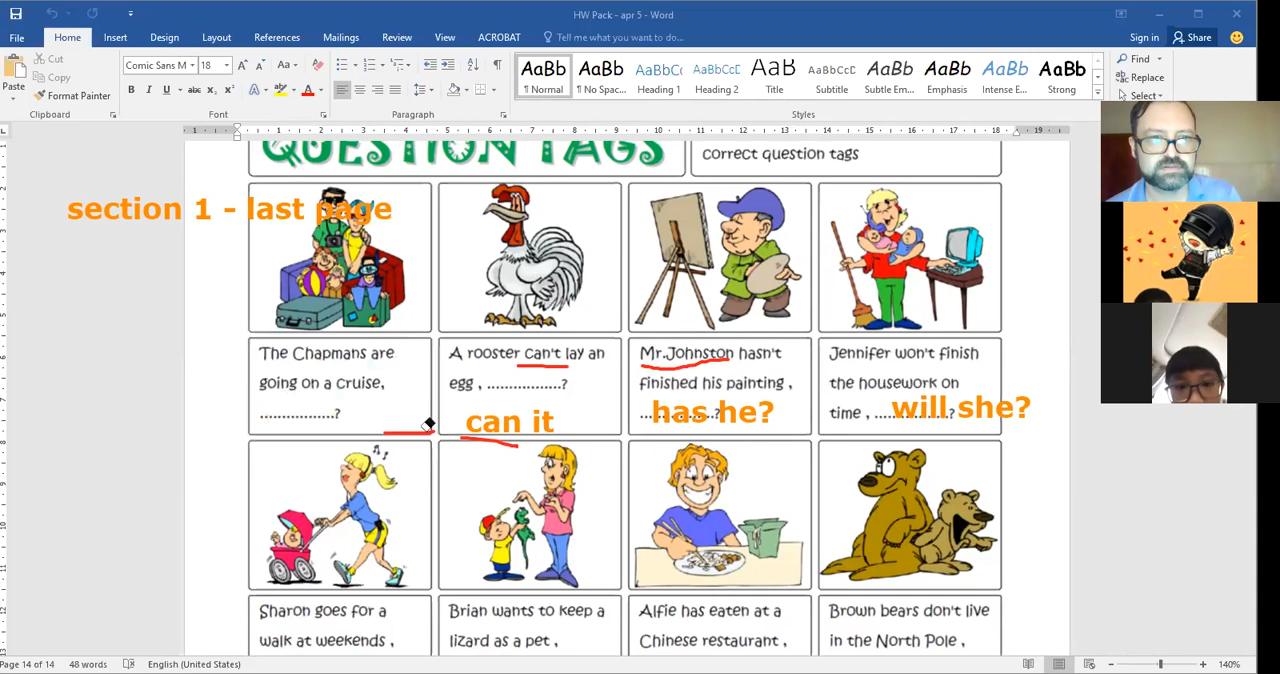 HW Pack - apr 5 - Word
File Home Insert Design Layout References Mailings Review View ACROBAT Tell me what you want to do... Sign in Share
Cut
Copy
Format Painter
Paste
Clipboard
Comic Sans M 18
Font
Paragraph
AaBb AaBb AaBbCc AaBbCcE AaB AaBbCcD AaBb AaBb AaBb AaBb
¶ Normal ¶ No Spac... Heading 1 Heading 2 Title Subtitle Subtle Em... Emphasis Intense E... Strong
Styles
Find
Replace
Select
QUESTION TAGS
correct question tags
section 1 - last page
The Chapmans are
going on a cruise,
................?
A rooster can't lay an
egg , ................?
can it
Mr.Johnston hasn't
finished his painting ,
................?
has he?
Jennifer won't finish
the housework on
time , ................?
will she?
Sharon goes for a
walk at weekends ,
Brian wants to keep a
lizard as a pet ,
Alfie has eaten at a
Chinese restaurant ,
Brown bears don't live
in the North Pole ,
Page 14 of 14 48 words English (United States) 140%